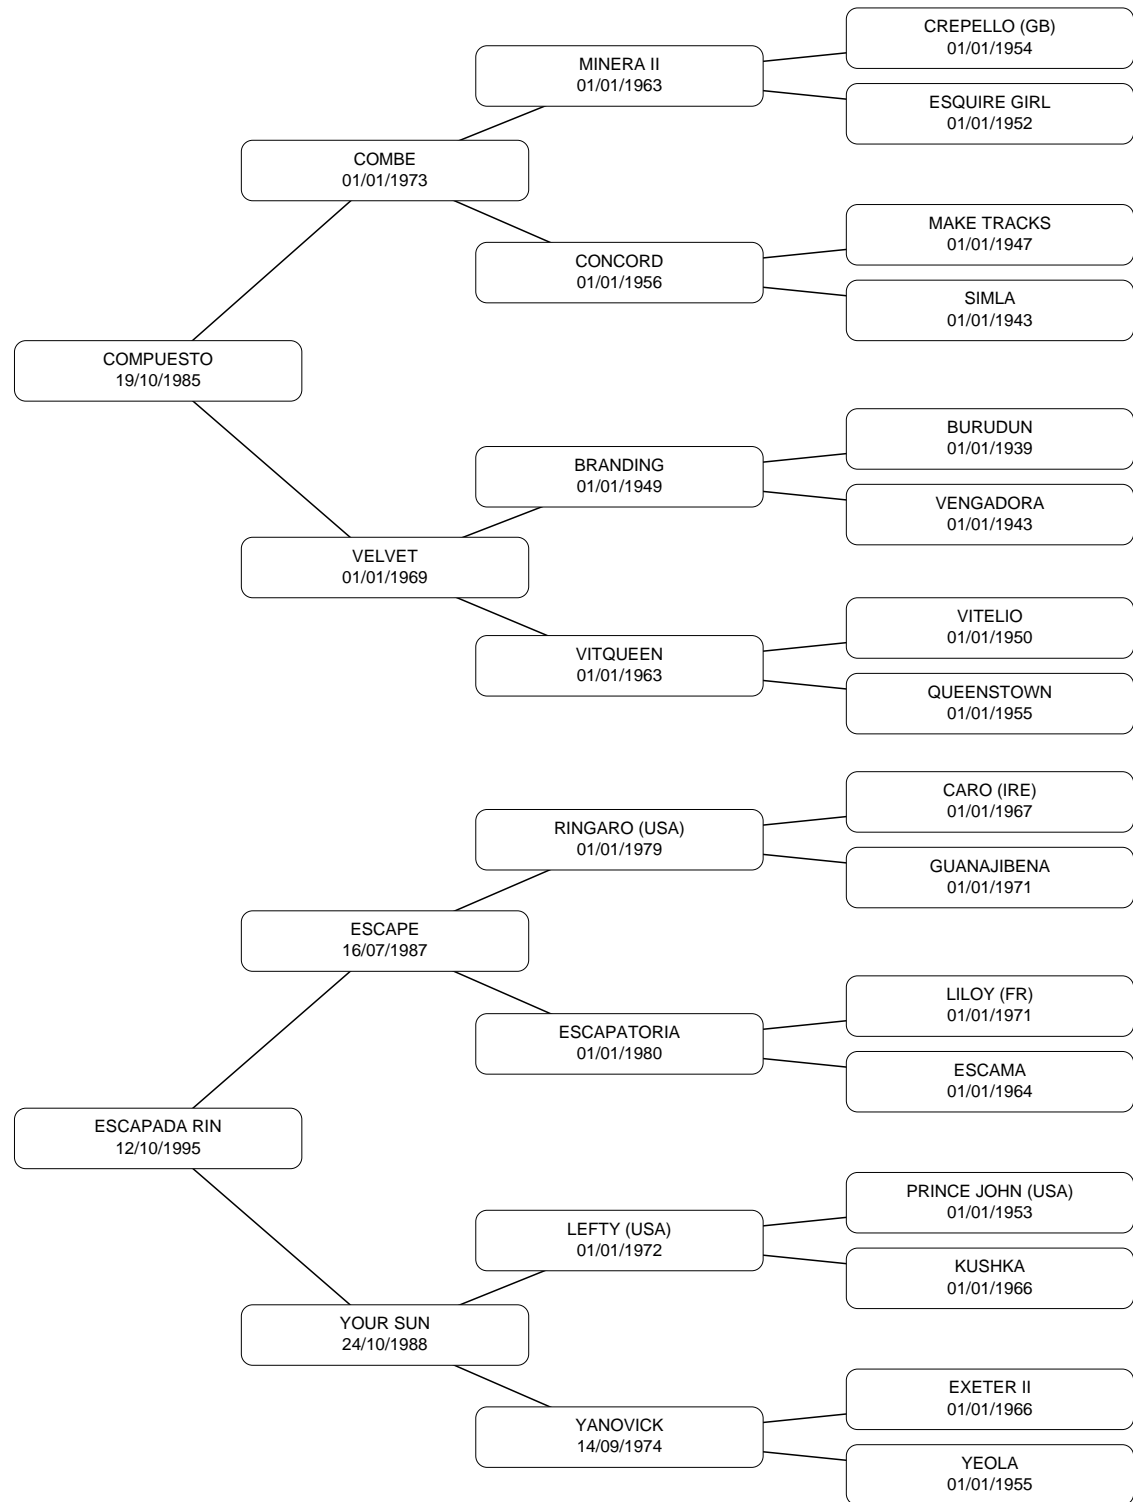 CREPELLO (GB)
01/01/1954
MINERA II
01/01/1963
ESQUIRE GIRL
01/01/1952
COMBE
01/01/1973
MAKE TRACKS
01/01/1947
CONCORD
01/01/1956
SIMLA
01/01/1943
COMPUESTO
19/10/1985
BURUDUN
01/01/1939
BRANDING
01/01/1949
VENGADORA
01/01/1943
VELVET
01/01/1969
VITELIO
01/01/1950
VITQUEEN
01/01/1963
QUEENSTOWN
01/01/1955
CARO (IRE)
01/01/1967
RINGARO (USA)
01/01/1979
GUANAJIBENA
01/01/1971
ESCAPE
16/07/1987
LILOY (FR)
01/01/1971
ESCAPATORIA
01/01/1980
ESCAMA
01/01/1964
ESCAPADA RIN
12/10/1995
PRINCE JOHN (USA)
01/01/1953
LEFTY (USA)
01/01/1972
KUSHKA
01/01/1966
YOUR SUN
24/10/1988
EXETER II
01/01/1966
YANOVICK
14/09/1974
YEOLA
01/01/1955